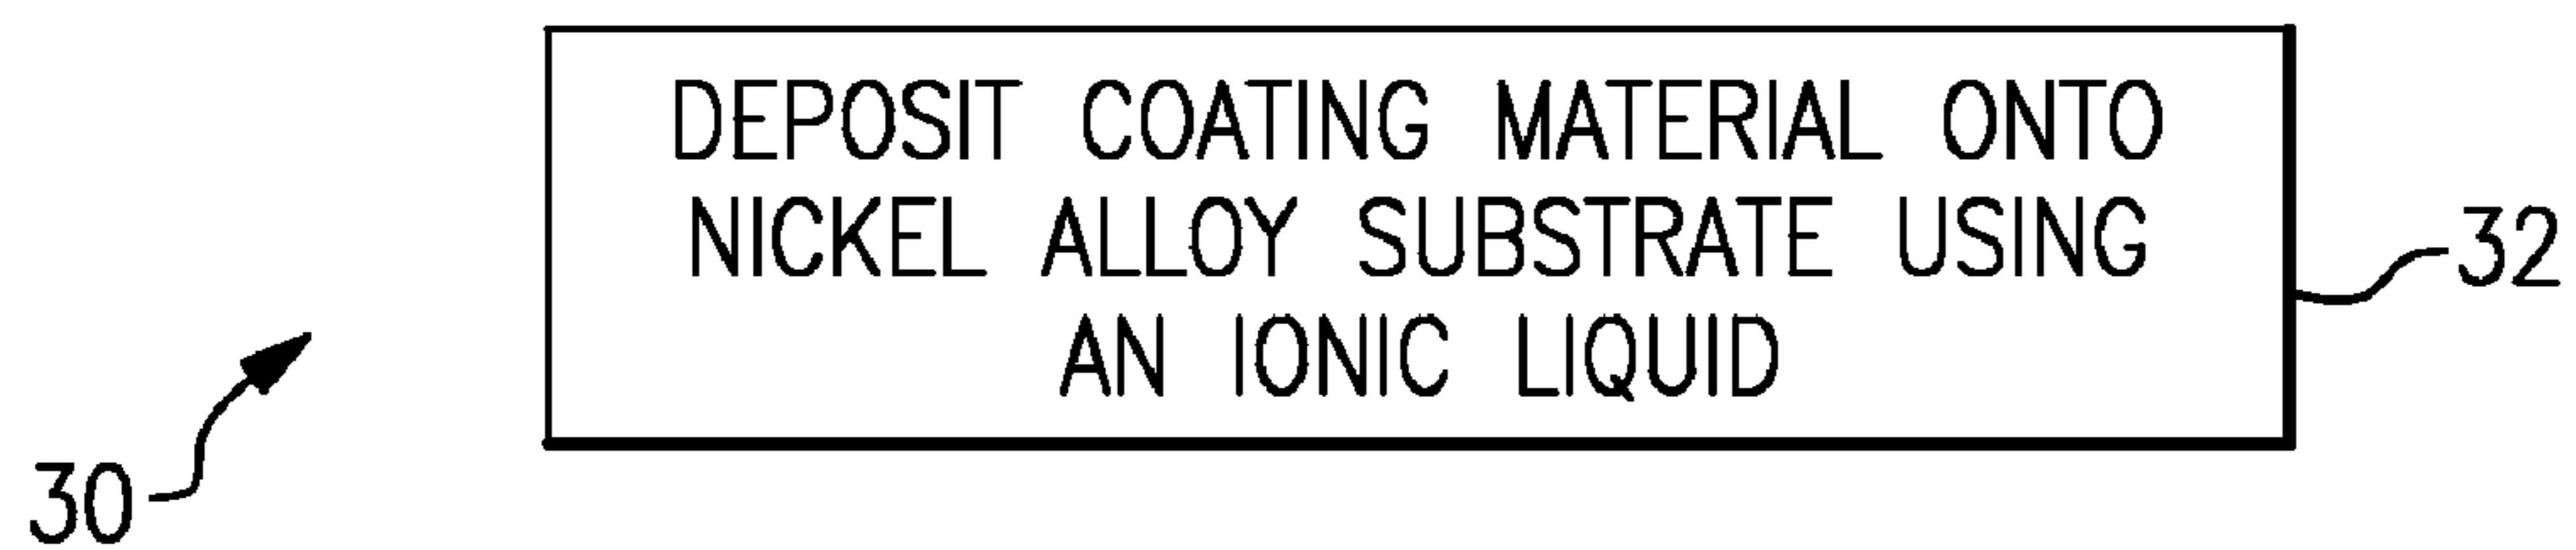 DEPOSIT COATING MATERIAL ONTO
NICKEL ALLOY SUBSTRATE USING
AN IONIC LIQUID
32
30